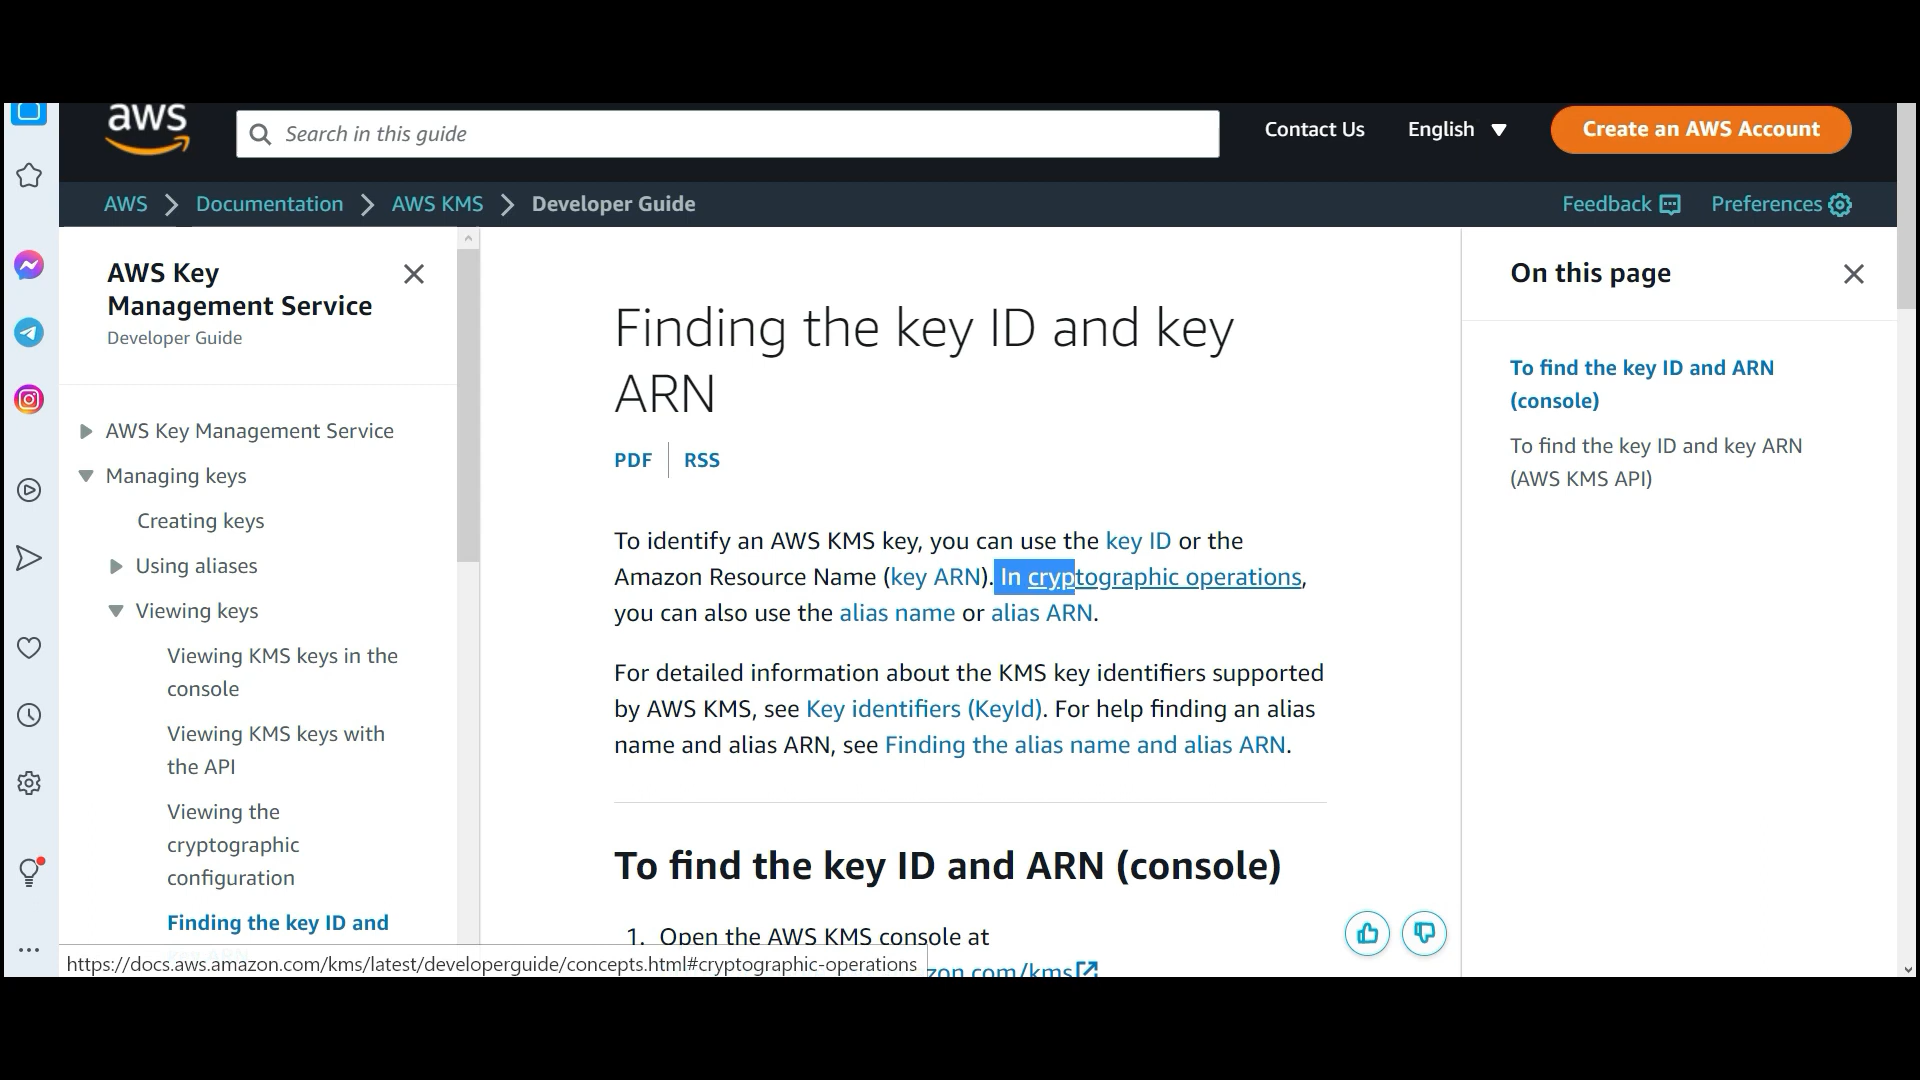 aws
Search in this guide
Contact Us
English
Create an AWS Account
AWS
Documentation
AWS KMS
Developer Guide
Feedback
Preferences
AWS Key
Management Service
Developer Guide
AWS Key Management Service
Managing keys
Creating keys
Using aliases
Viewing keys
Viewing KMS keys in the
console
Viewing KMS keys with
the API
Viewing the
cryptographic
configuration
Finding the key ID and
Finding the key ID and key
ARN
PDF
RSS
To identify an AWS KMS key, you can use the key ID or the
Amazon Resource Name (key ARN). In cryptographic operations,
you can also use the alias name or alias ARN.
For detailed information about the KMS key identifiers supported
by AWS KMS, see Key identifiers (KeyId). For help finding an alias
name and alias ARN, see Finding the alias name and alias ARN.
To find the key ID and ARN (console)
1. Open the AWS KMS console at
zon.com/kms
On this page
To find the key ID and ARN
(console)
To find the key ID and key ARN
(AWS KMS API)
https://docs.aws.amazon.com/kms/latest/developerguide/concepts.html#cryptographic-operations